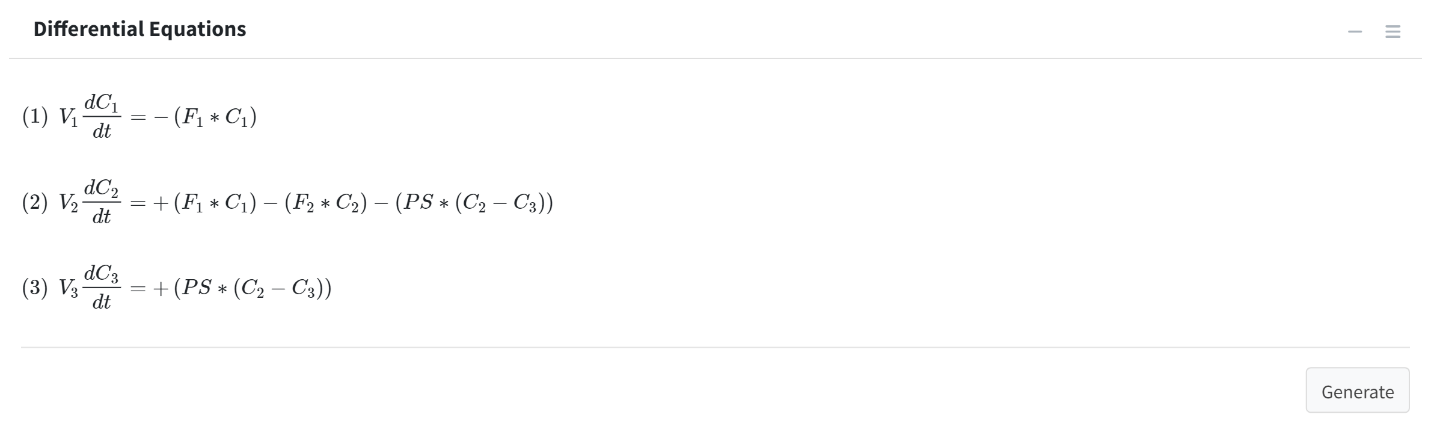 Differential Equations
(1) V₁ dC₁/dt = − (F₁ * C₁)
(2) V₂ dC₂/dt = + (F₁ * C₁) − (F₂ * C₂) − (PS * (C₂ − C₃))
(3) V₃ dC₃/dt = + (PS * (C₂ − C₃))
Generate